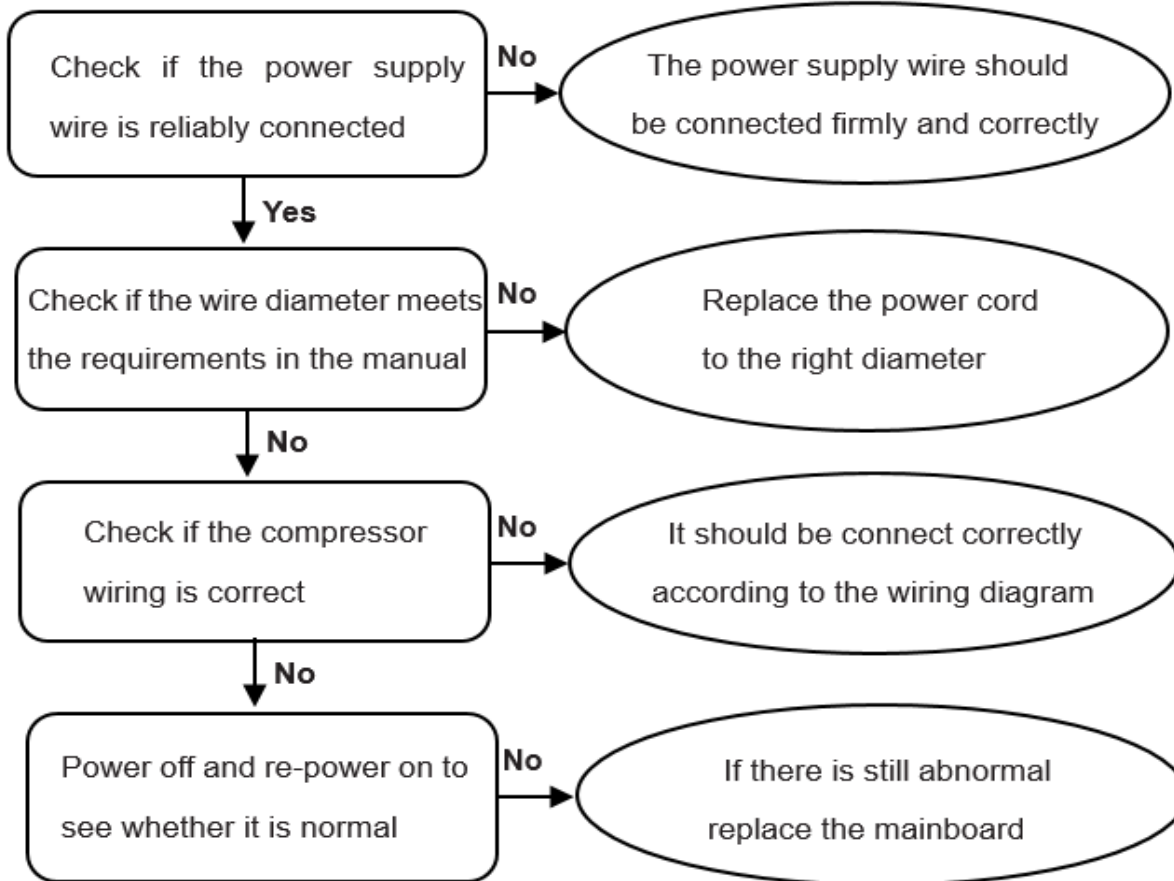 Check if the power supply
wire is reliably connected
No
The power supply wire should
be connected firmly and correctly
Yes
Check if the wire diameter meets
the requirements in the manual
No
Replace the power cord
to the right diameter
No
Check if the compressor
wiring is correct
No
It should be connect correctly
according to the wiring diagram
No
Power off and re-power on to
see whether it is normal
No
If there is still abnormal
replace the mainboard